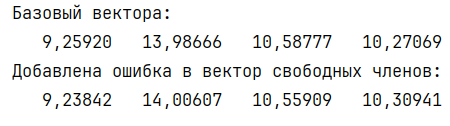 Базовый вектора:
9,25920 13,98666 10,58777 10,27069
Добавлена ошибка в вектор свободных членов:
9,23842 14,00607 10,55909 10,30941